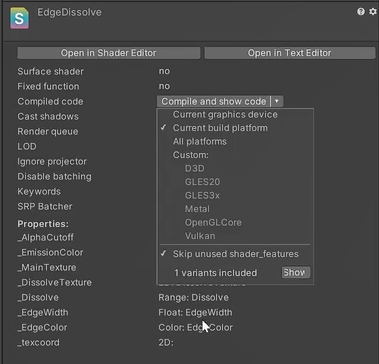 EdgeDissolve
Open in Shader Editor Open in Text Editor
Surface shader no
Fixed function no
Compiled code Compile and show code
Cast shadows Current graphics device
Render queue Current build platform
LOD All platforms
Ignore projector Custom:
Disable batching D3D
Keywords GLES20
SRP Batcher GLES3x
Metal
OpenGLCore
Vulkan
Properties:
_AlphaCutoff
_EmissionColor Skip unused shader_features
_MainTexture 1 variants included Show
_DissolveTexture
_Dissolve Range: Dissolve
_EdgeWidth Float: EdgeWidth
_EdgeColor Color: EdgeColor
_texcoord 2D: